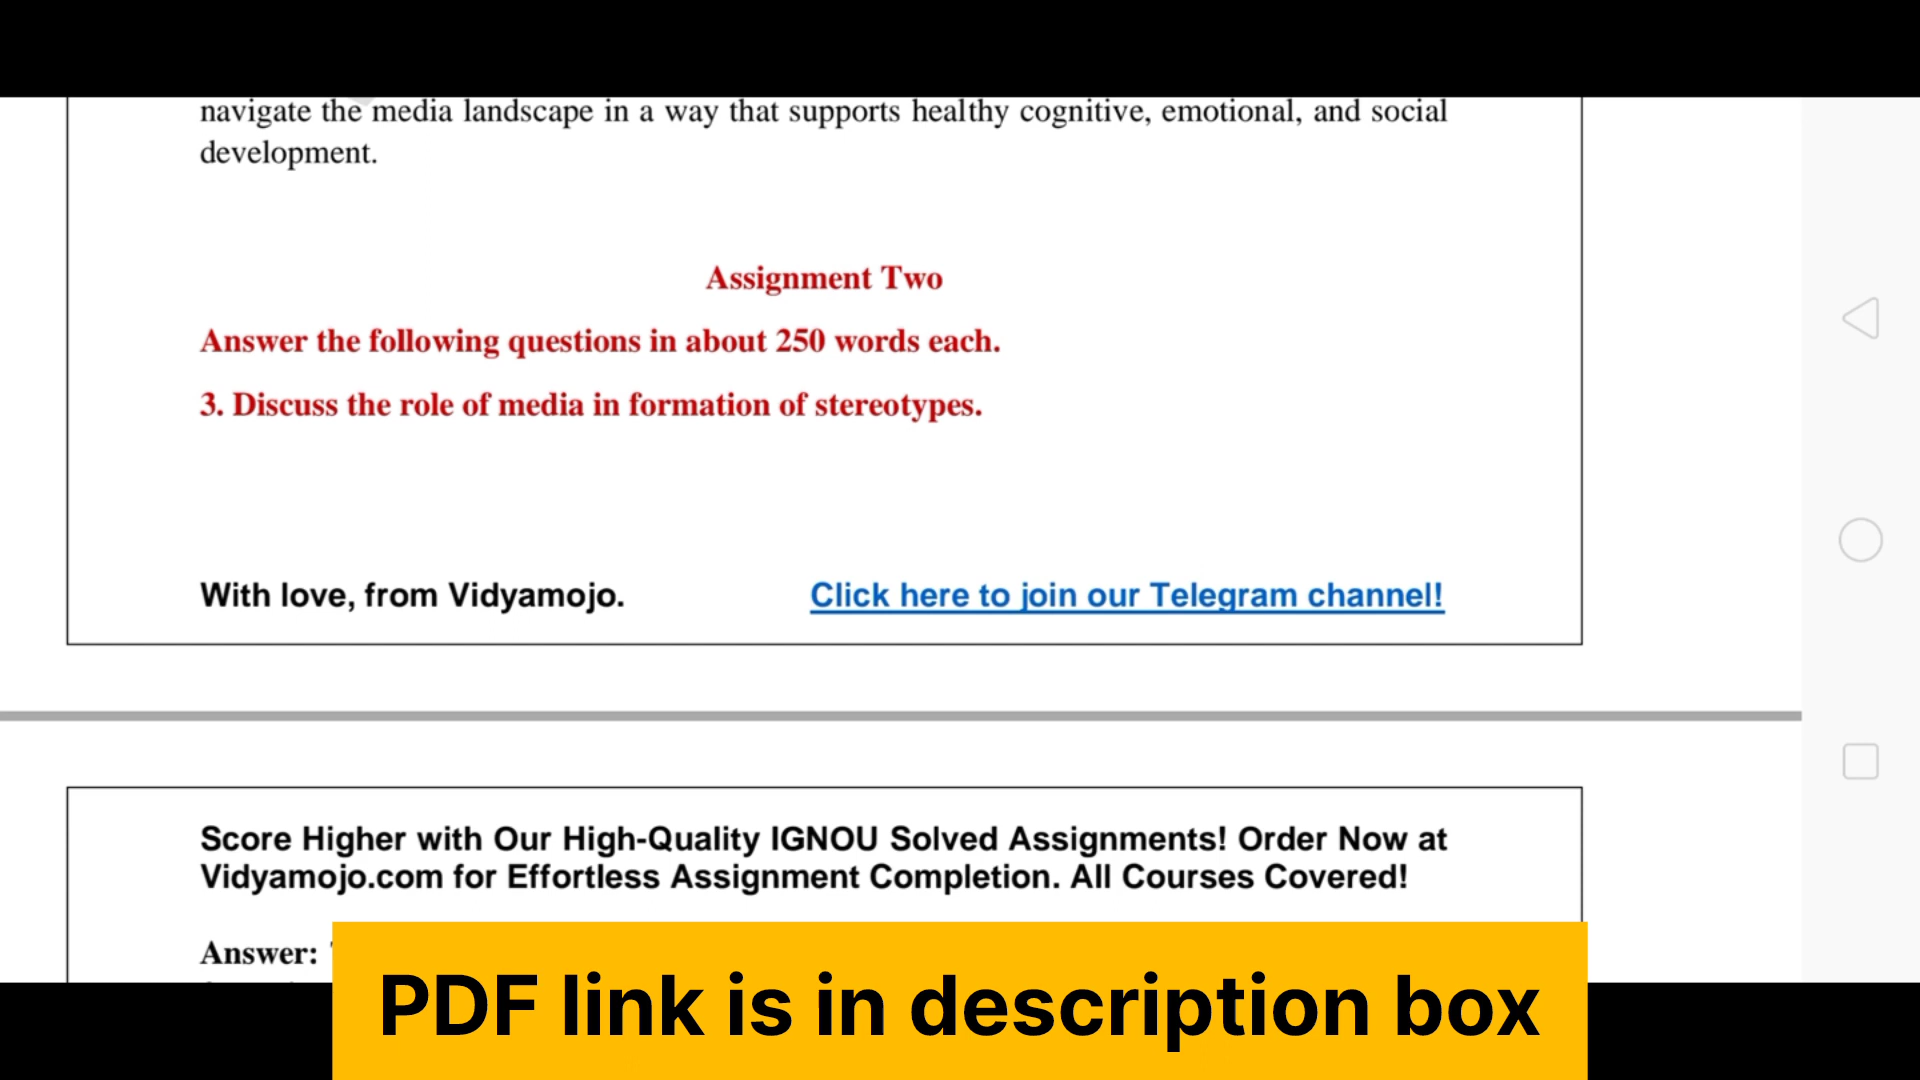 navigate the media landscape in a way that supports healthy cognitive, emotional, and social
development.
Assignment Two
Answer the following questions in about 250 words each.
3. Discuss the role of media in formation of stereotypes.
With love, from Vidyamojo. Click here to join our Telegram channel!
Score Higher with Our High-Quality IGNOU Solved Assignments! Order Now at
Vidyamojo.com for Effortless Assignment Completion. All Courses Covered!
Answer:
PDF link is in description box